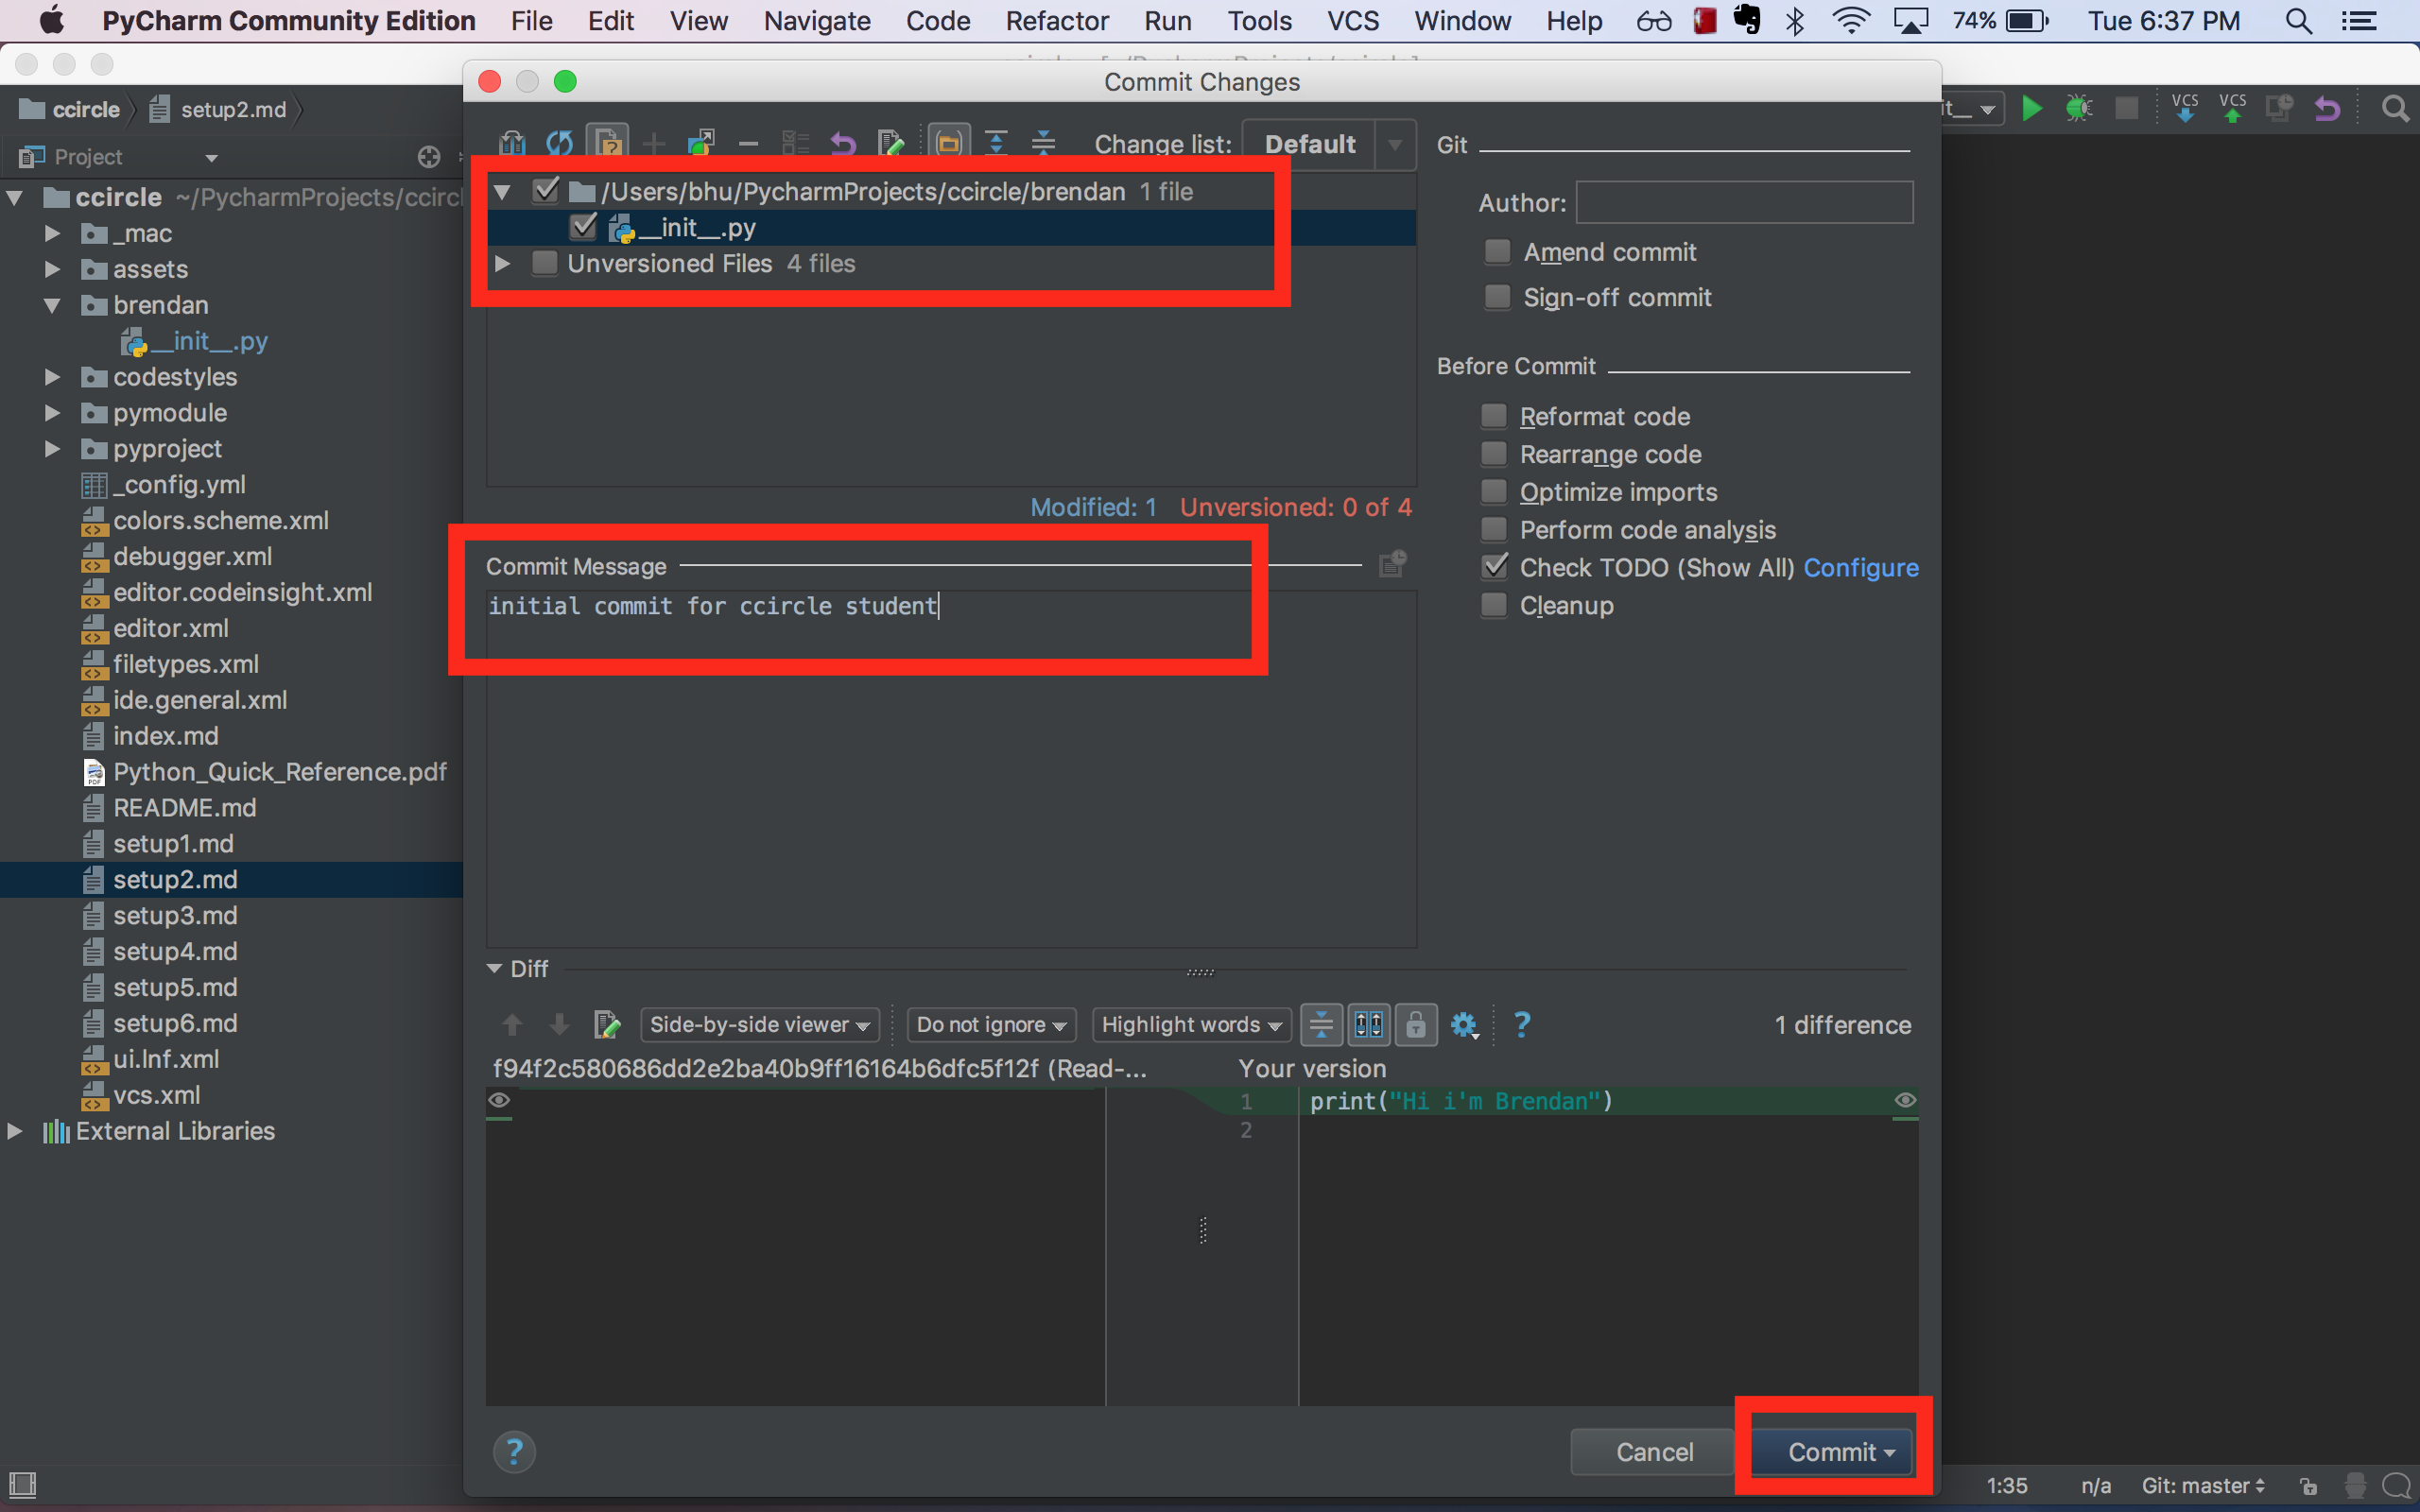 PyCharm Community Edition File Edit View Navigate Code Refactor Run Tools VCS Window Help 74% Tue 6:37 PM
Commit Changes
ccircle setup2.md
VCS VCS
Project
Change list: Default
Git
ccircle ~/PycharmProjects/ccircl
_mac
assets
brendan
__init__.py
codestyles
pymodule
pyproject
_config.yml
colors.scheme.xml
debugger.xml
editor.codeinsight.xml
editor.xml
filetypes.xml
ide.general.xml
index.md
Python_Quick_Reference.pdf
README.md
setup1.md
setup2.md
setup3.md
setup4.md
setup5.md
setup6.md
ui.lnf.xml
vcs.xml
External Libraries
/Users/bhu/PycharmProjects/ccircle/brendan 1 file
__init__.py
Unversioned Files 4 files
Modified: 1 Unversioned: 0 of 4
Commit Message
initial commit for ccircle student
Author:
Amend commit
Sign-off commit
Before Commit
Reformat code
Rearrange code
Optimize imports
Perform code analysis
Check TODO (Show All) Configure
Cleanup
Diff
Side-by-side viewer Do not ignore Highlight words ? 1 difference
f94f2c580686dd2e2ba40b9ff16164b6dfc5f12f (Read-...
Your version
1 print("Hi i'm Brendan")
2
? Cancel Commit
1:35 n/a Git: master